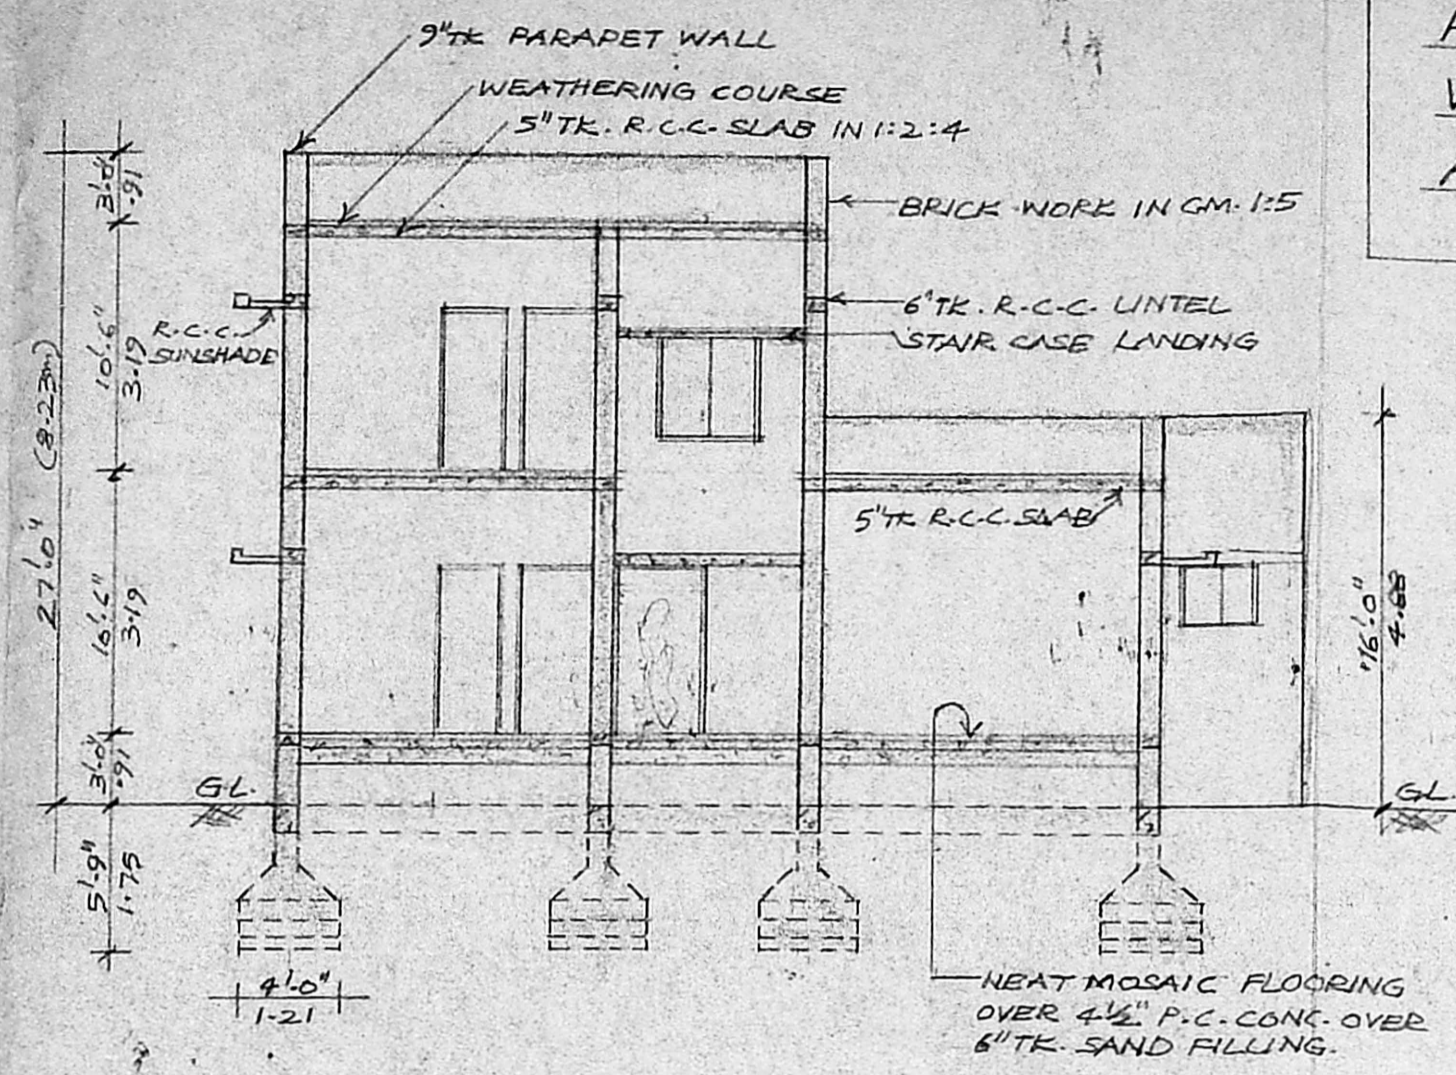 9"TK PARAPET WALL
WEATHERING COURSE
5"TK. R.C.C. SLAB IN 1:2:4
BRICK WORK IN C.M. 1:5
6"TK. R.C.C. LINTEL
STAIR CASE LANDING
R.C.C.
SUNSHADE
5"TK R.C.C. SLAB
3'-0"
.91
10'-6"
3.19
27'-0" (8.23m)
10'-6"
3.19
3'-0"
.91
G.L.
5'-9"
1.75
4'-0"
1.21
16'-0"
4.88
G.L
NEAT MOSAIC FLOORING
OVER 4½" P.C. CONC. OVER
6"TK. SAND FILLING.